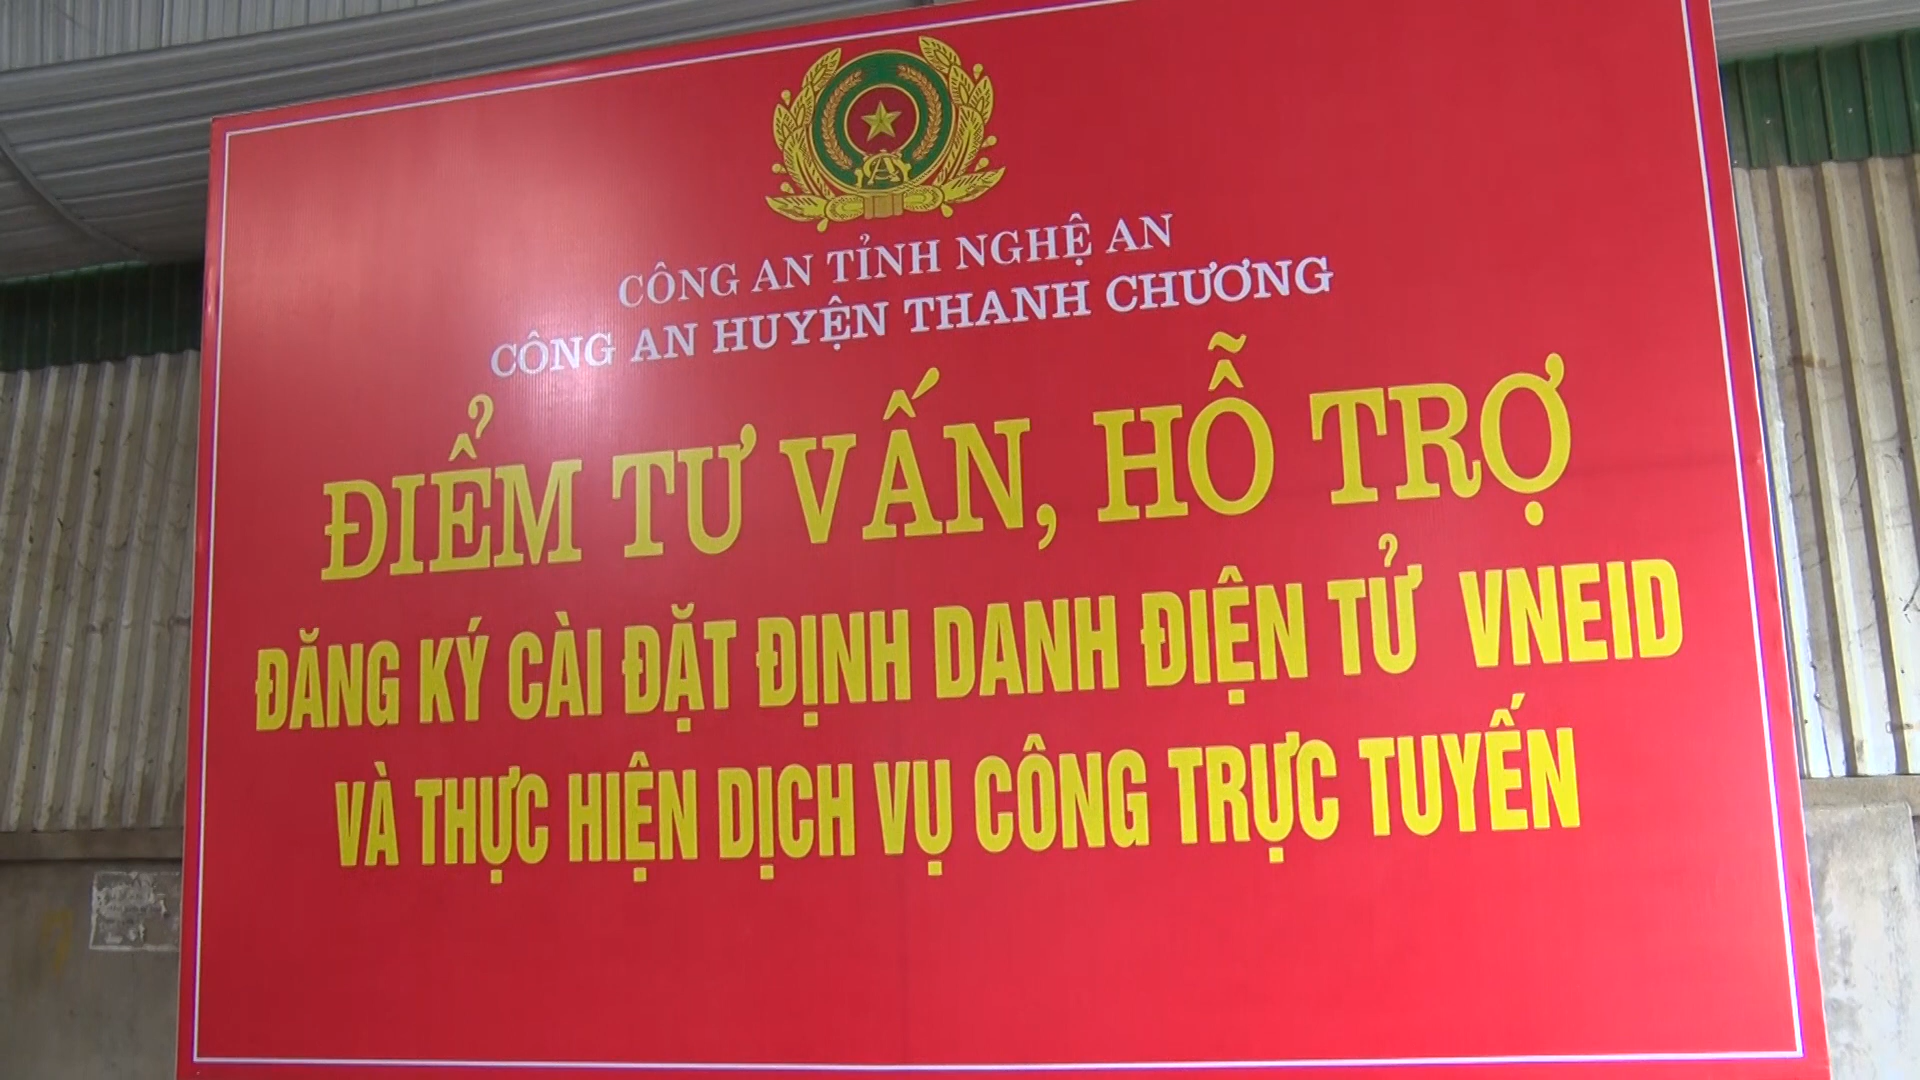 CÔNG AN TỈNH NGHỆ AN
CÔNG AN HUYỆN THANH CHƯƠNG
ĐIỂM TƯ VẤN, HỖ TRỢ
ĐĂNG KÝ CÀI ĐẶT ĐỊNH DANH ĐIỆN TỬ VNEID
VÀ THỰC HIỆN DỊCH VỤ CÔNG TRỰC TUYẾN